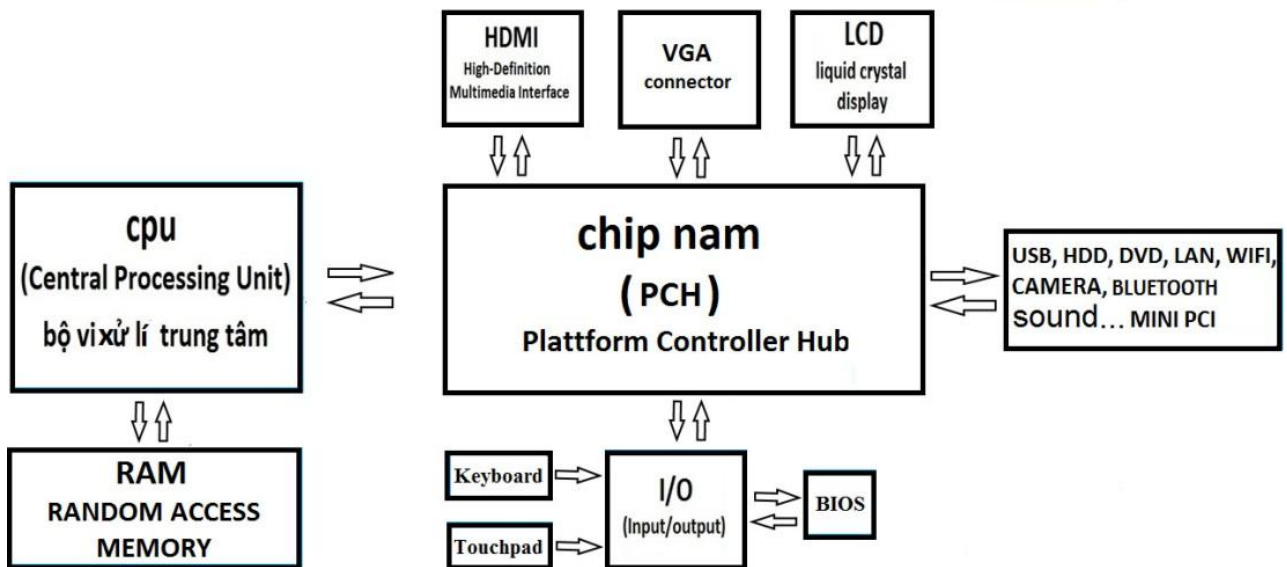 HDMI
High-Definition
Multimedia Interface
VGA
connector
LCD
liquid crystal
display
cpu
(Central Processing Unit)
bộ vi xử lí trung tâm
chip nam
(PCH)
Plattform Controller Hub
USB, HDD, DVD, LAN, WIFI,
CAMERA, BLUETOOTH
sound... MINI PCI
RAM
RANDOM ACCESS
MEMORY
Keyboard
Touchpad
I/O
(Input/output)
BIOS